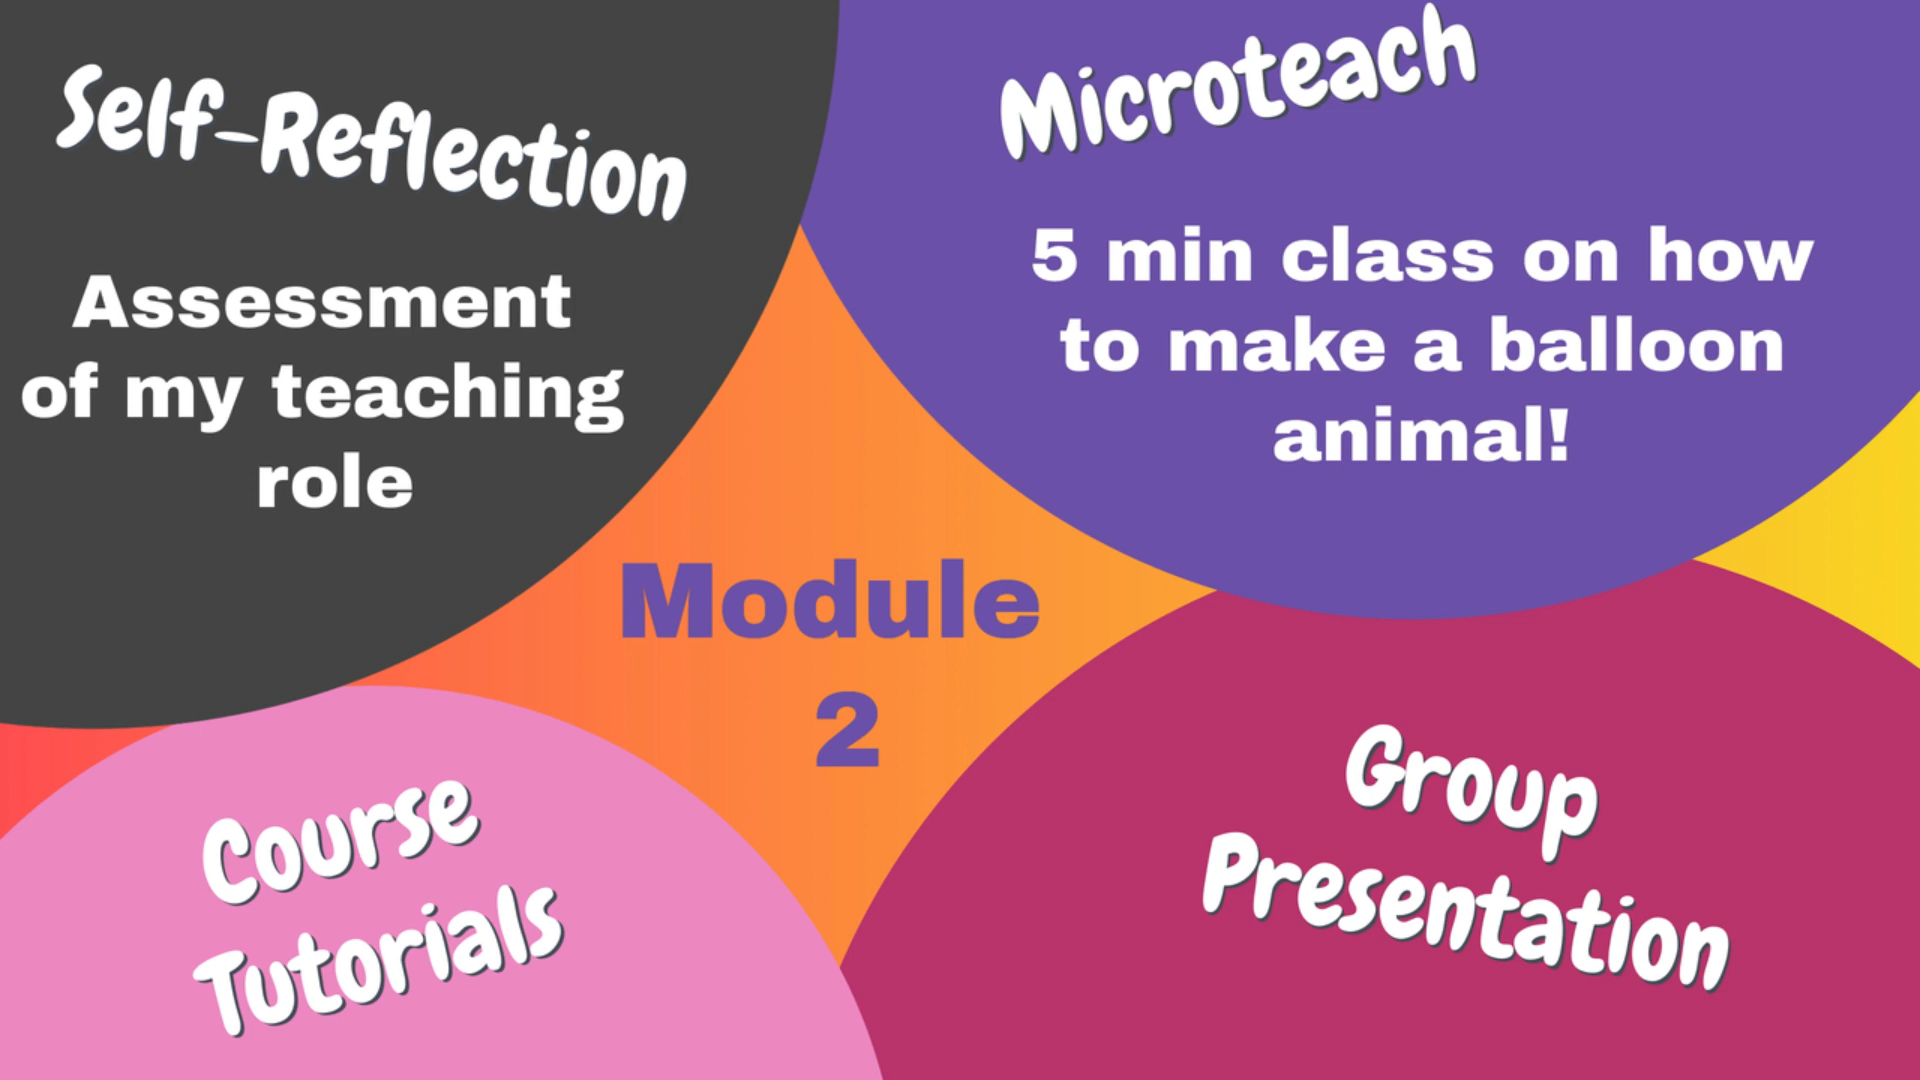 Self-Reflection
Assessment
of my teaching
role
Microteach
5 min class on how
to make a balloon
animal!
Module
2
Course
Tutorials
Group
Presentation